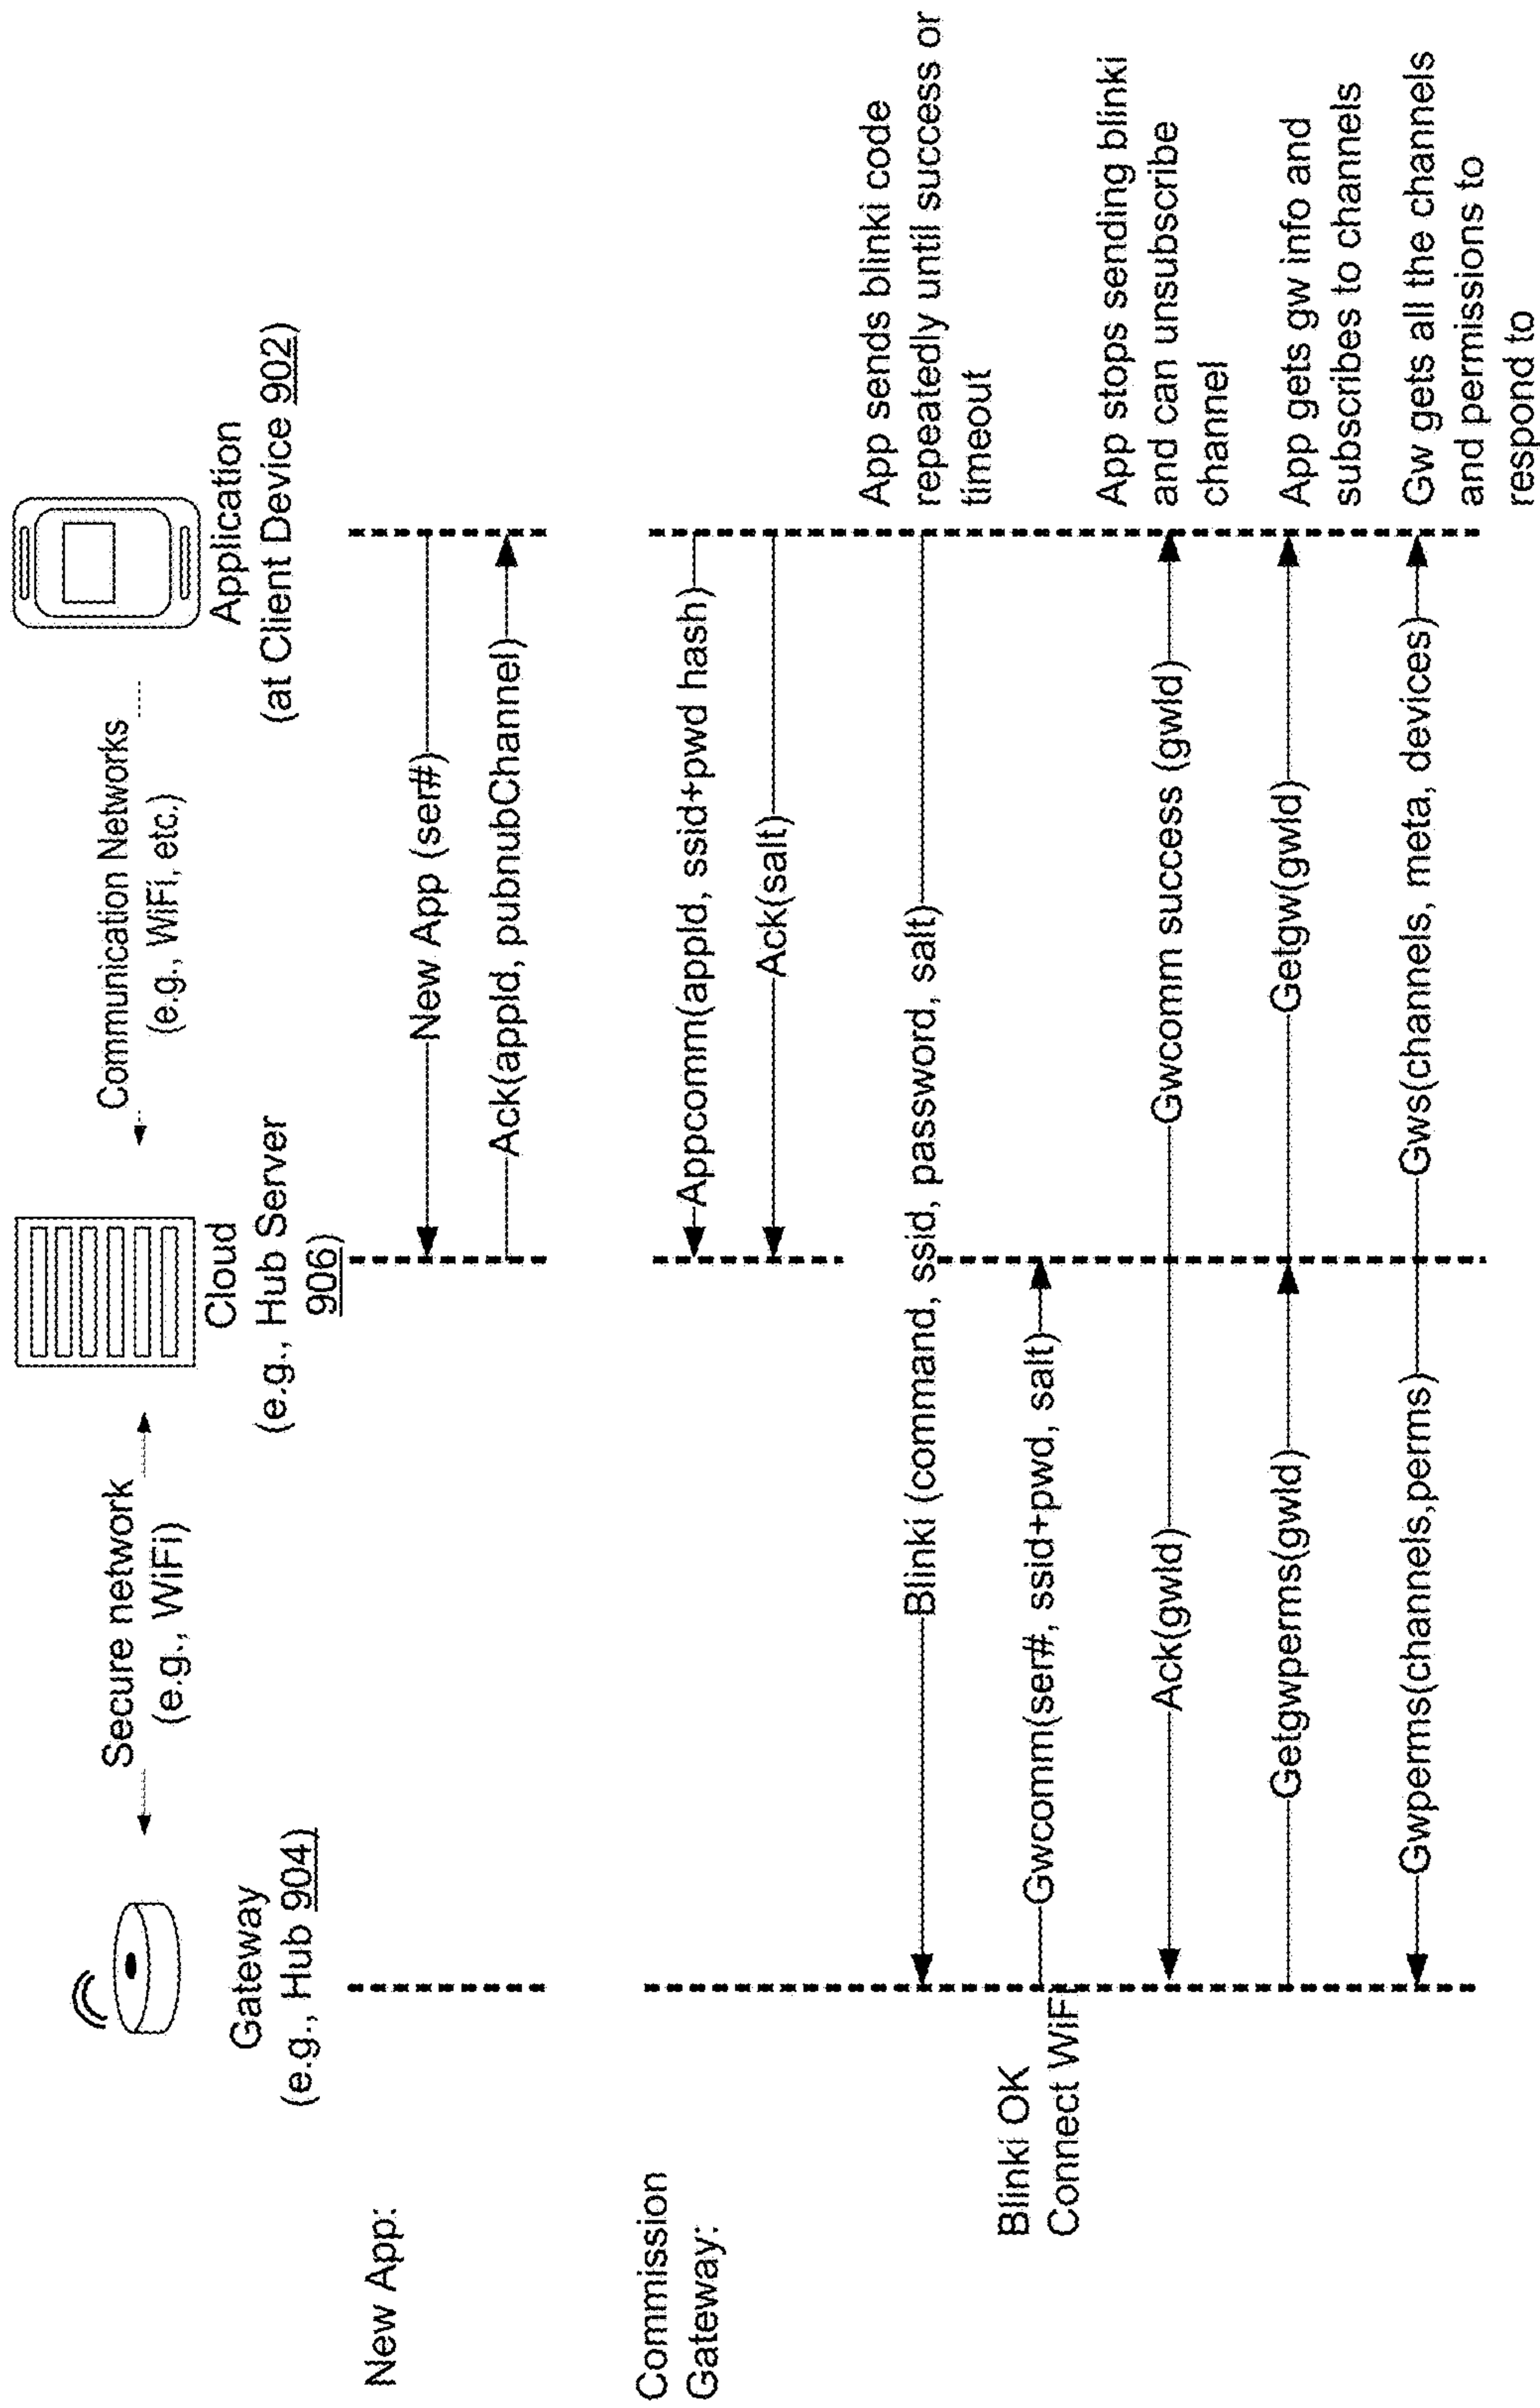 Secure network
(e.g., WiFi)
Communication Networks
(e.g., WiFi, etc.)
Gateway
(e.g., Hub 904)
Cloud
(e.g., Hub Server
906)
Application
(at Client Device 902)
New App:
New App (ser#)
Ack(appId, pubnubChannel)
Commission
Gateway:
Appcomm(appId, ssid+pwd hash)
Ack(salt)
Blinki (command, ssid, password, salt)
App sends blinki code
repeatedly until success or
timeout
Blinki OK
Connect WiFi
Gwcomm(ser#, ssid+pwd, salt)
Ack(gwId)
Gwcomm success (gwId)
App stops sending blinki
and can unsubscribe
channel
Getgwperms(gwId)
Getgw(gwId)
App gets gw info and
subscribes to channels
Gwperms(channels,perms)
Gws(channels, meta, devices)
Gw gets all the channels
and permissions to
respond to